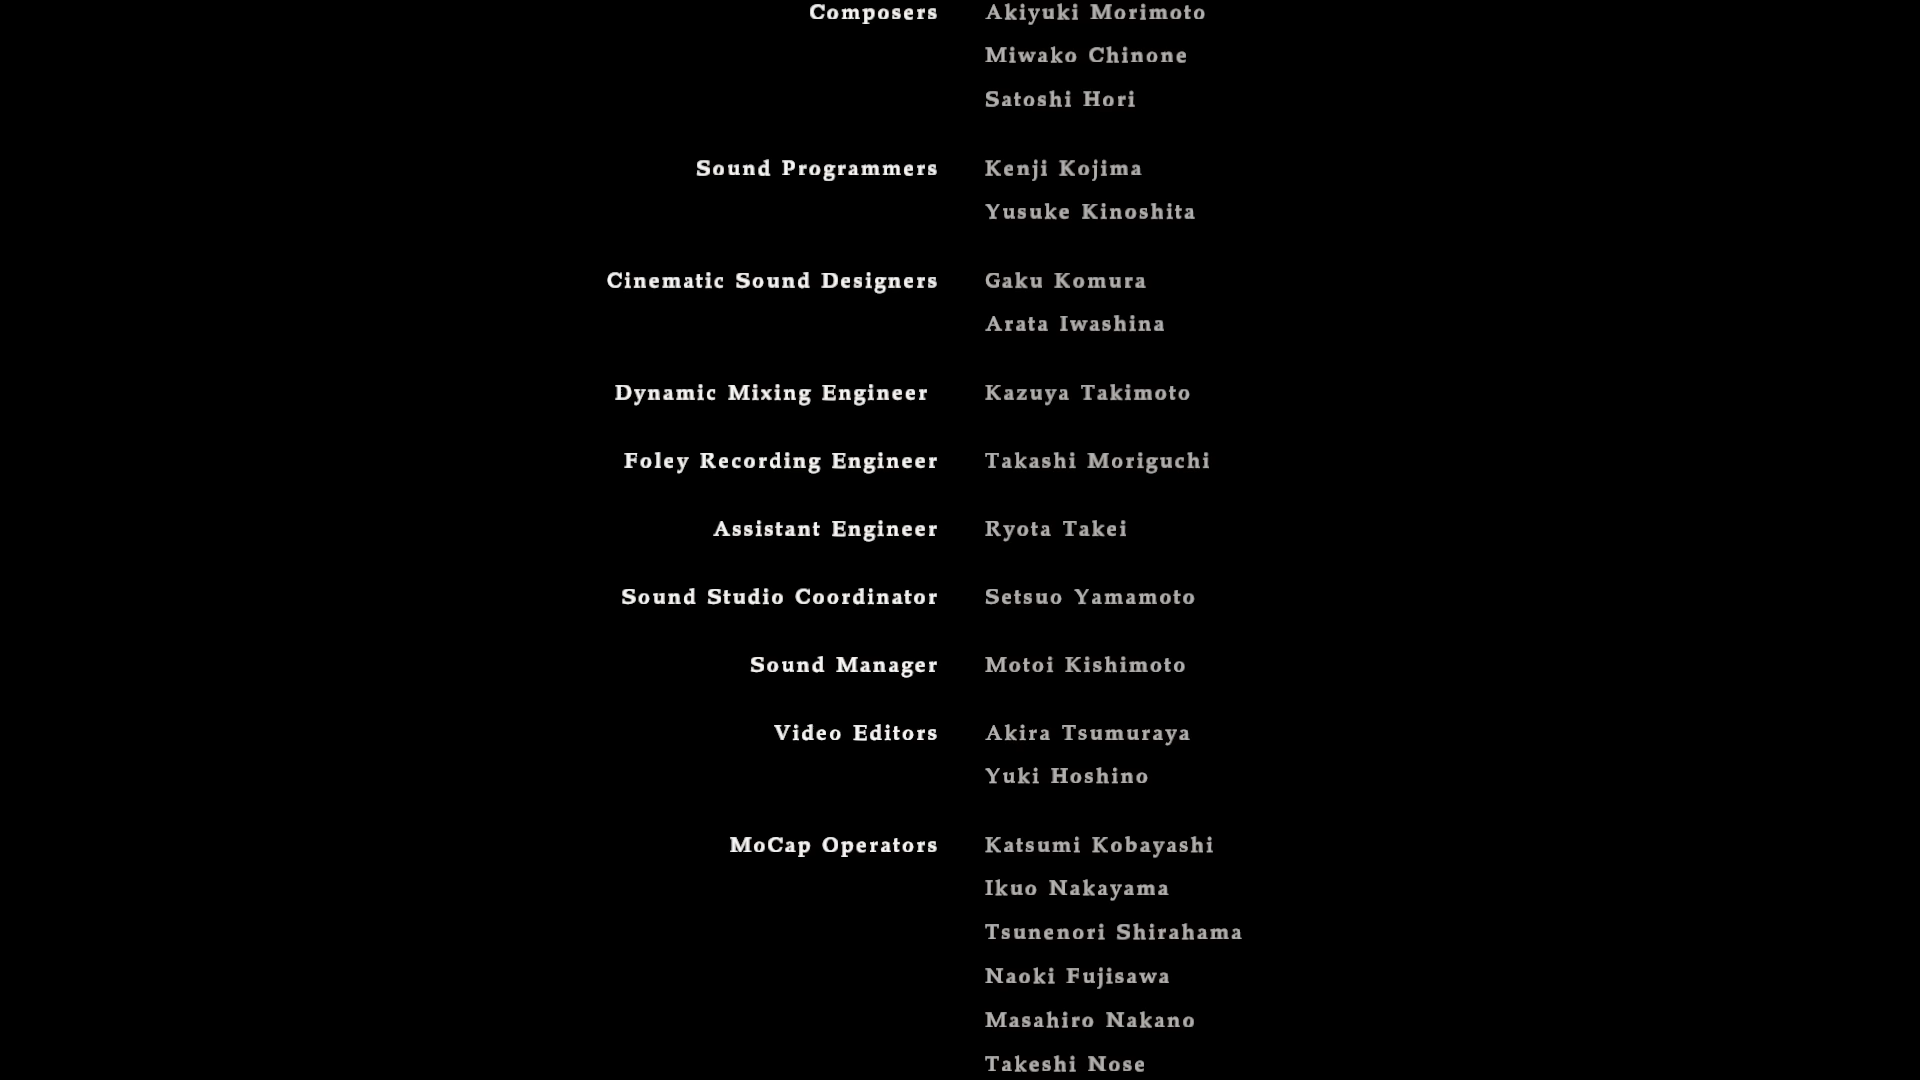 Composers Akiyuki Morimoto
Miwako Chinone
Satoshi Hori
Sound Programmers Kenji Kojima
Yusuke Kinoshita
Cinematic Sound Designers Gaku Komura
Arata Iwashina
Dynamic Mixing Engineer Kazuya Takimoto
Foley Recording Engineer Takashi Moriguchi
Assistant Engineer Ryota Takei
Sound Studio Coordinator Setsuo Yamamoto
Sound Manager Motoi Kishimoto
Video Editors Akira Tsumuraya
Yuki Hoshino
MoCap Operators Katsumi Kobayashi
Ikuo Nakayama
Tsunenori Shirahama
Naoki Fujisawa
Masahiro Nakano
Takeshi Nose